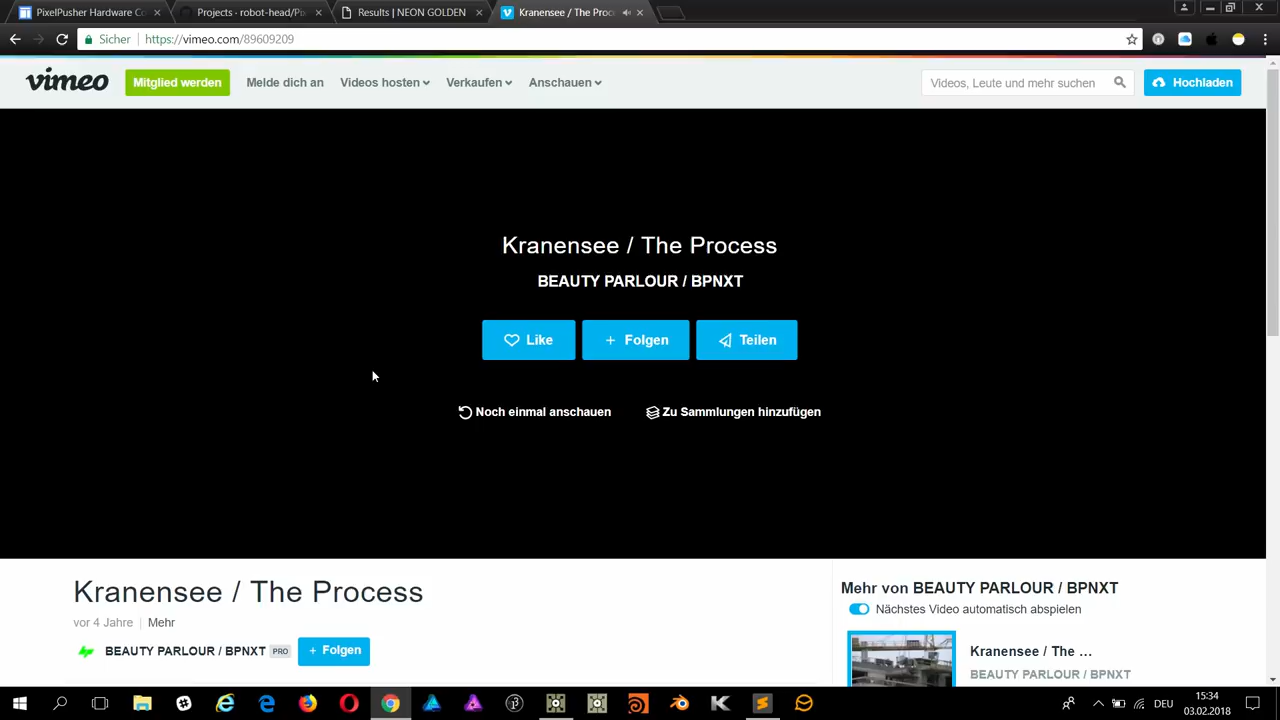 PixelPusher Hardware Co
Projects - robot-head/Pix
Results | NEON GOLDEN
Kranensee / The Proc
Sicher
https://vimeo.com/89609209
vimeo
Mitglied werden
Melde dich an
Videos hosten
Verkaufen
Anschauen
Videos, Leute und mehr suchen
Hochladen
Kranensee / The Process
BEAUTY PARLOUR / BPNXT
Like
+ Folgen
Teilen
Noch einmal anschauen
Zu Sammlungen hinzufügen
Kranensee / The Process
vor 4 Jahre | Mehr
BEAUTY PARLOUR / BPNXT PRO
+ Folgen
Mehr von BEAUTY PARLOUR / BPNXT
Nächstes Video automatisch abspielen
Kranensee / The ...
BEAUTY PARLOUR / BPNXT
DEU
15:34
03.02.2018